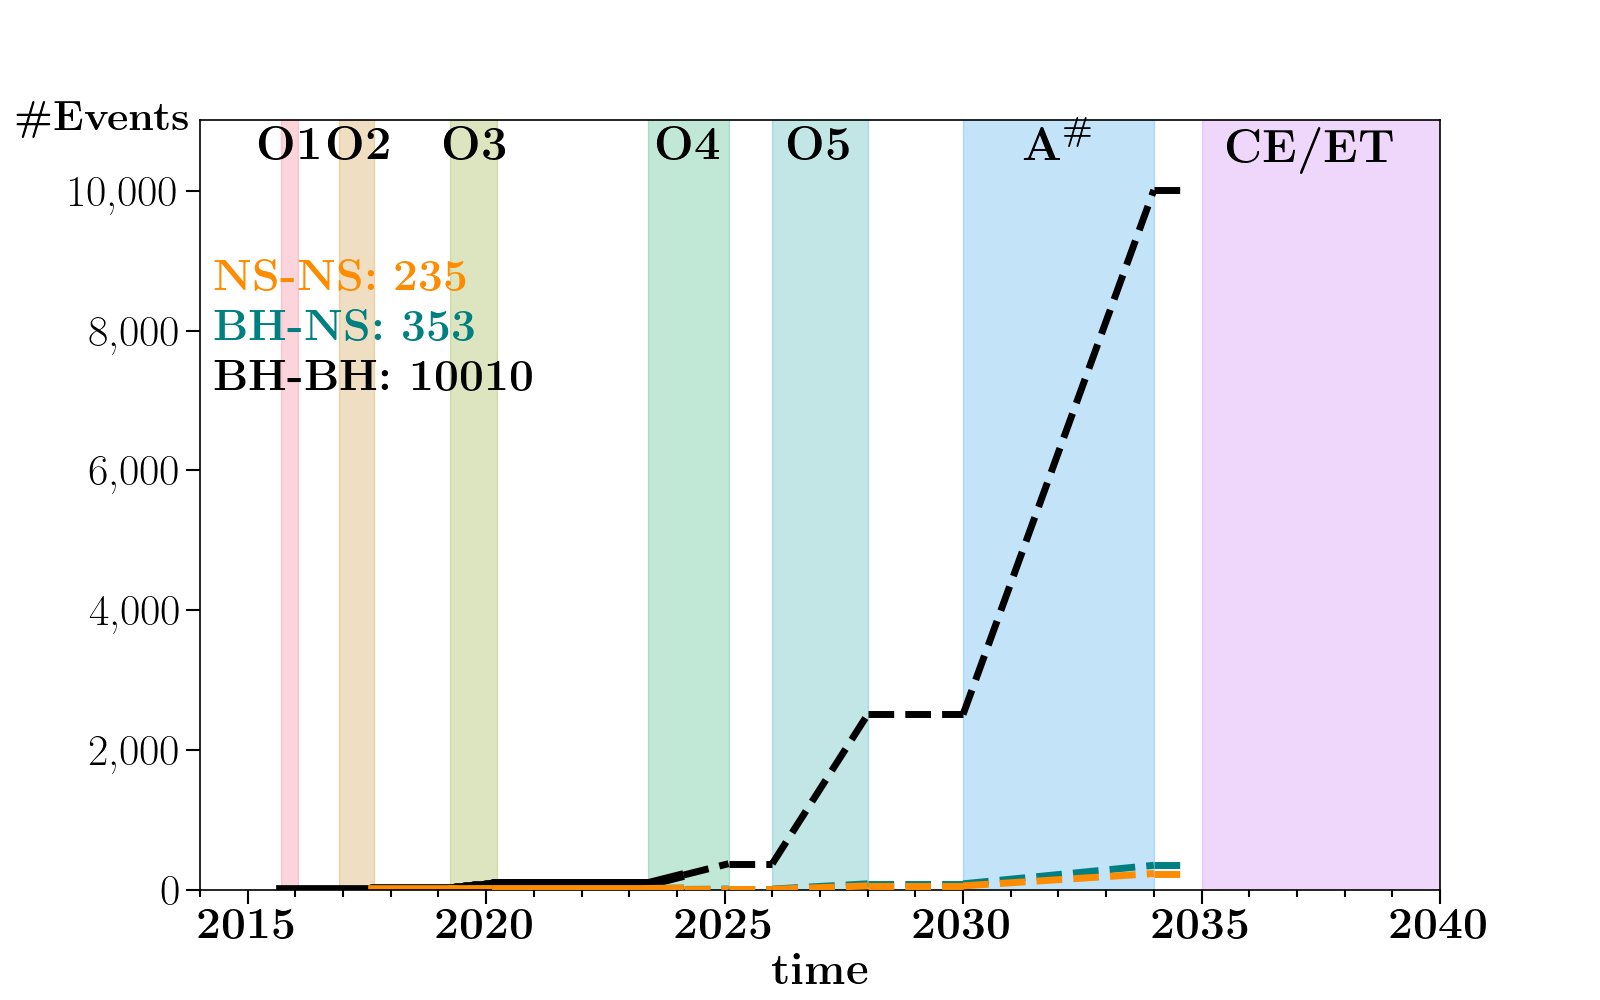 #Events
O1 O2 O3 O4 O5 A# CE/ET
10,000
NS-NS: 235
8,000
BH-NS: 353
BH-BH: 10010
6,000
4,000
2,000
0
2015 2020 2025 2030 2035 2040
time